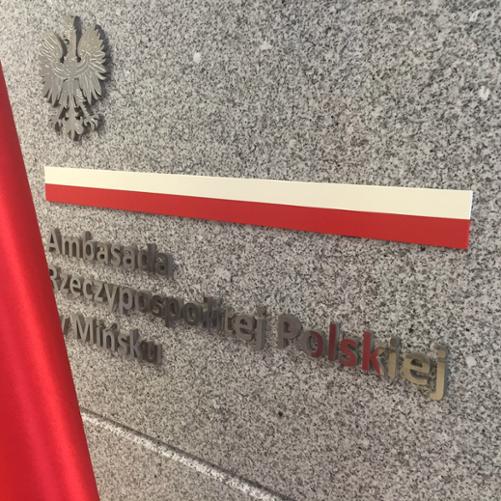 Ambasada
Rzeczypospolitej Polskiej
w Mińsku